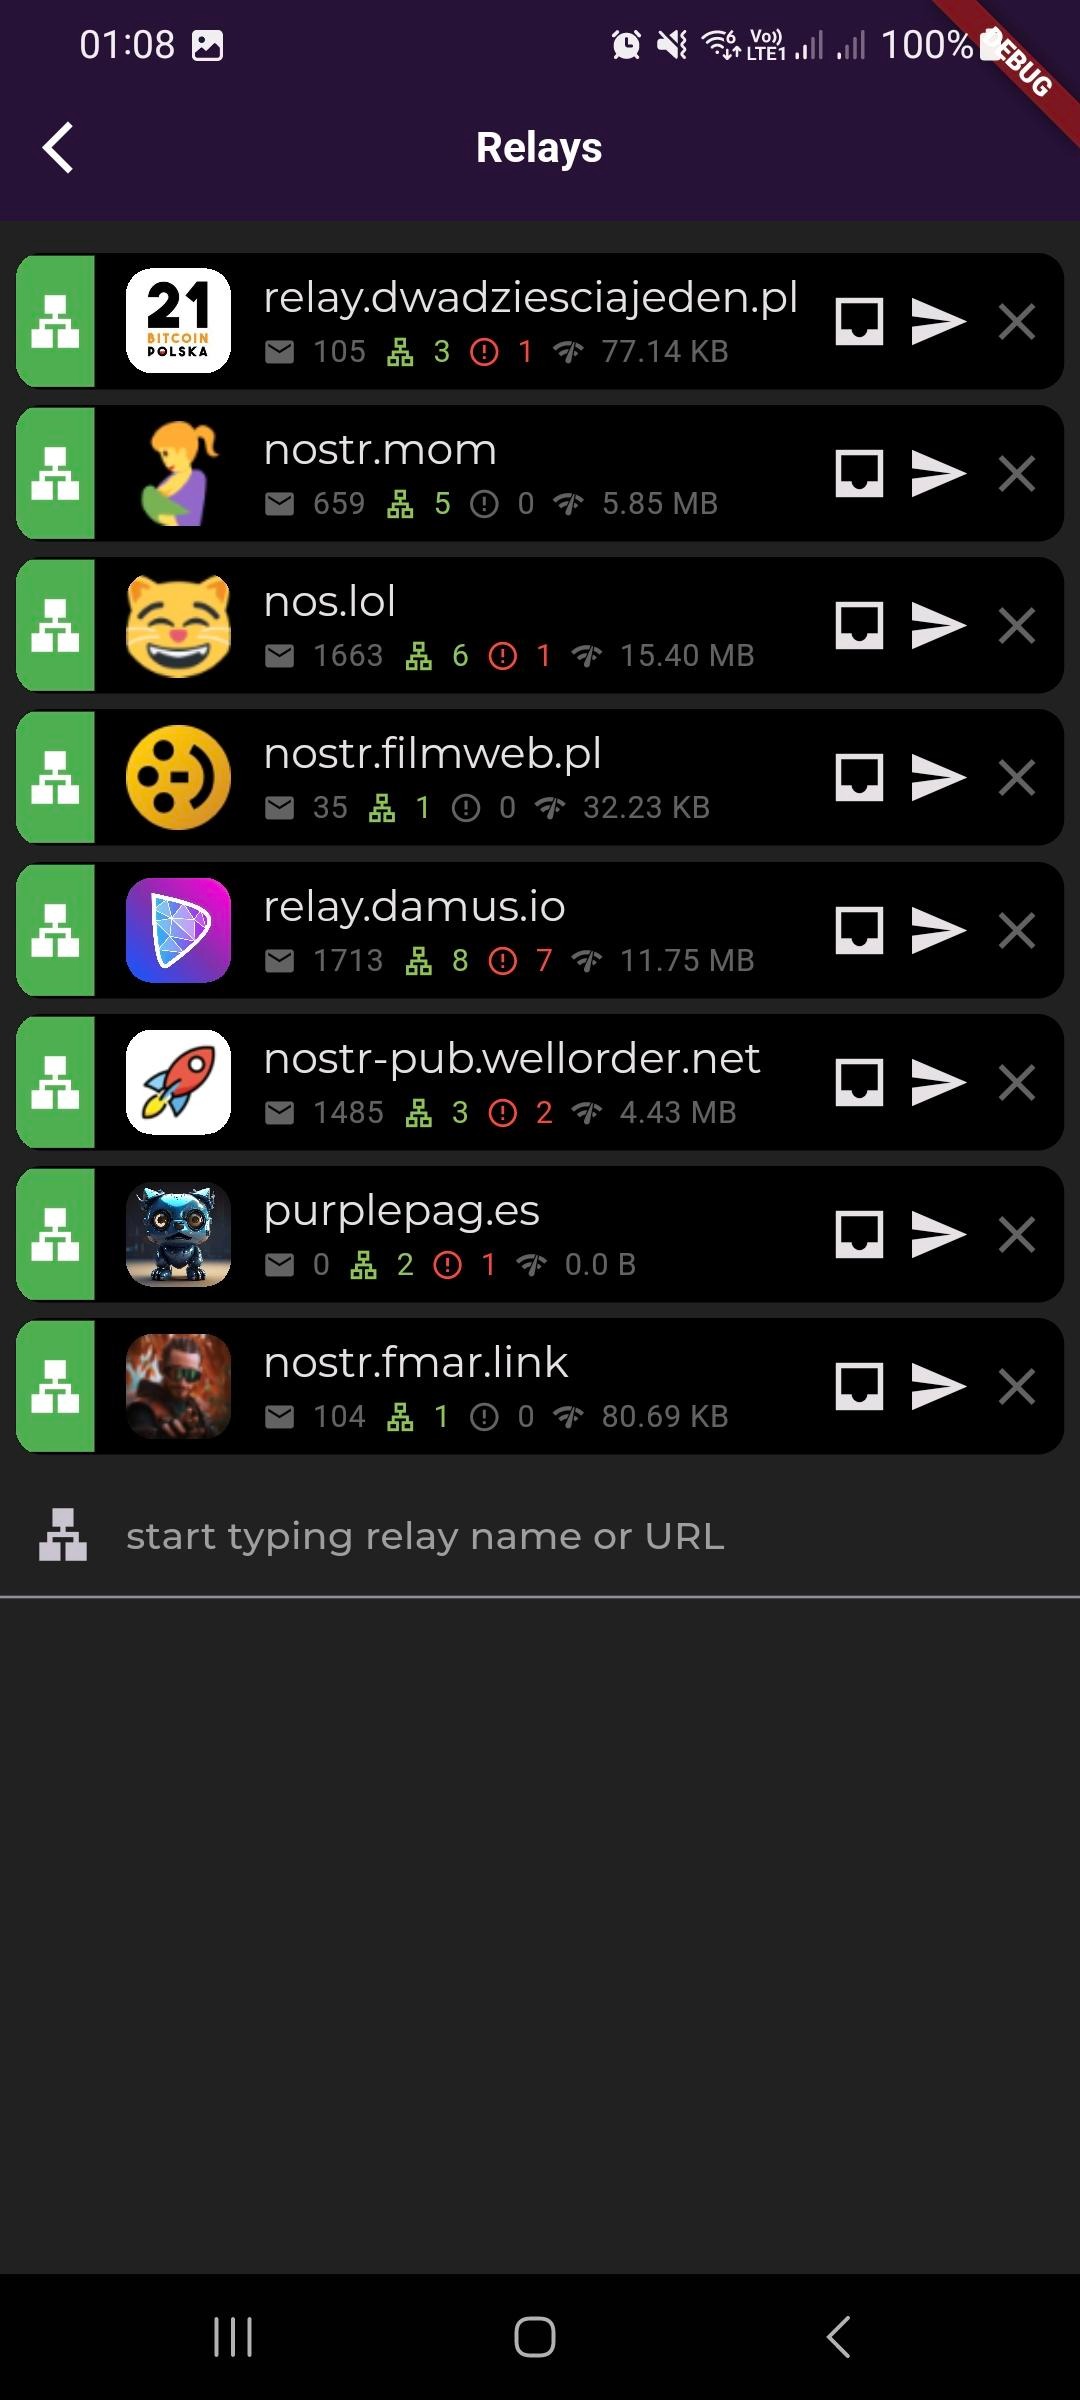 01:08
6 Vo)) LTE1 100%
DEBUG
Relays
21
BITCOIN
POLSKA
relay.dwadziesciajeden.pl
105 3 1 77.14 KB
nostr.mom
659 5 0 5.85 MB
nos.lol
1663 6 1 15.40 MB
nostr.filmweb.pl
35 1 0 32.23 KB
relay.damus.io
1713 8 7 11.75 MB
nostr-pub.wellorder.net
1485 3 2 4.43 MB
purplepag.es
0 2 1 0.0 B
nostr.fmar.link
104 1 0 80.69 KB
start typing relay name or URL